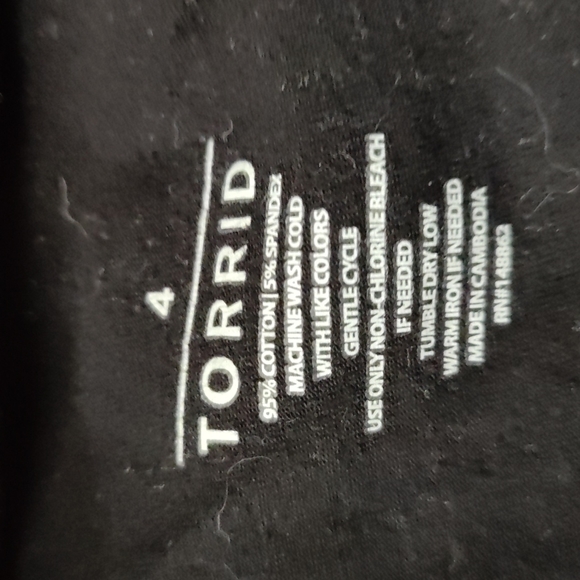 4
TORRID
95% COTTON | 5% SPANDEX
MACHINE WASH COLD
WITH LIKE COLORS
GENTLE CYCLE
USE ONLY NON-CHLORINE BLEACH
IF NEEDED
TUMBLE DRY LOW
WARM IRON IF NEEDED
MADE IN CAMBODIA
RN#148862